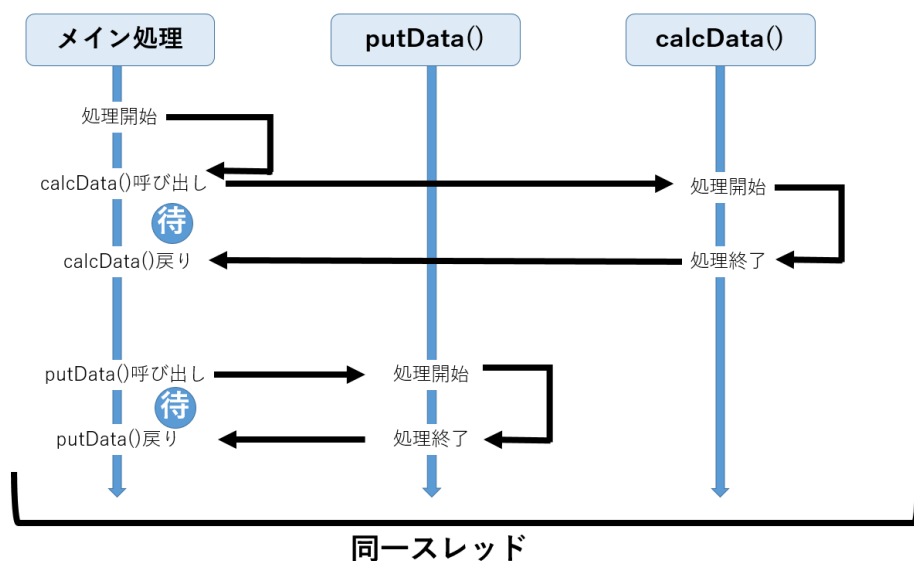 メイン処理
putData()
calcData()
処理開始
calcData()呼び出し
処理開始
待
calcData()戻り
処理終了
putData()呼び出し
処理開始
待
putData()戻り
処理終了
同一スレッド